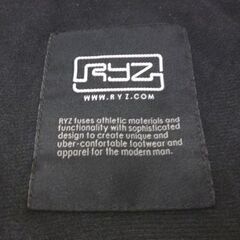 RYZ
WWW.RYZ.COM
RYZ fuses athletic materials and
functionality with sophisticated
design to create unique and
uber-confortable footwear and
apparel for the modern man.